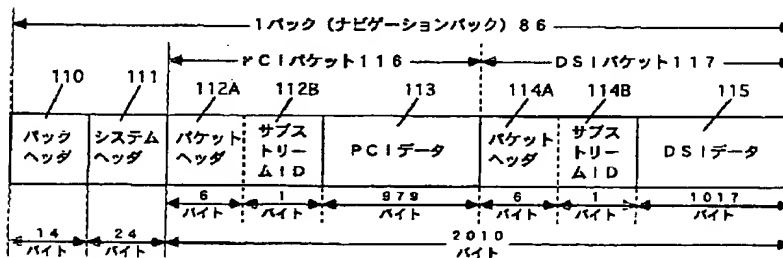 1パック(ナビゲーションパック)86
PCIパケット116
DSIパケット117
110
111
112A
112B
113
114A
114B
115
パック
ヘッダ
システム
ヘッダ
パケット
ヘッダ
サブス
トリー
ムID
PCIデータ
パケット
ヘッダ
サブス
トリー
ムID
DSIデータ
6
バイト
1
バイト
979
バイト
6
バイト
1
バイト
1017
バイト
14
バイト
24
バイト
2010
バイト